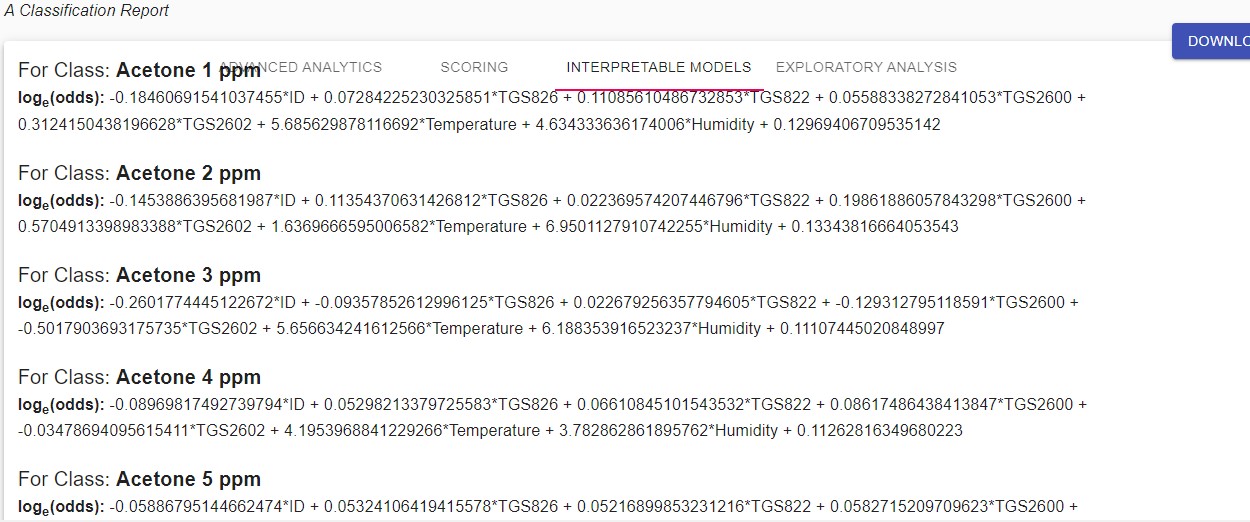 A Classification Report
DOWNLO
For Class: Acetone 1 ppm
ADVANCED ANALYTICS SCORING INTERPRETABLE MODELS EXPLORATORY ANALYSIS
loge(odds): -0.18460691541037455*ID + 0.07284225230325851*TGS826 + 0.11085610486732853*TGS822 + 0.05588338272841053*TGS2600 +
0.3124150438196628*TGS2602 + 5.685629878116692*Temperature + 4.634333636174006*Humidity + 0.12969406709535142
For Class: Acetone 2 ppm
loge(odds): -0.1453886395681987*ID + 0.11354370631426812*TGS826 + 0.022369574207446796*TGS822 + 0.19861886057843298*TGS2600 +
0.5704913398983388*TGS2602 + 1.6369666595006582*Temperature + 6.9501127910742255*Humidity + 0.13343816664053543
For Class: Acetone 3 ppm
loge(odds): -0.2601774445122672*ID + -0.09357852612996125*TGS826 + 0.022679256357794605*TGS822 + -0.129312795118591*TGS2600 +
-0.5017903693175735*TGS2602 + 5.656634241612566*Temperature + 6.188353916523237*Humidity + 0.11107445020848997
For Class: Acetone 4 ppm
loge(odds): -0.08969817492739794*ID + 0.05298213379725583*TGS826 + 0.06610845101543532*TGS822 + 0.08617486438413847*TGS2600 +
-0.03478694095615411*TGS2602 + 4.1953968841229266*Temperature + 3.782862861895762*Humidity + 0.11262816349680223
For Class: Acetone 5 ppm
loge(odds): -0.05886795144662474*ID + 0.05324106419415578*TGS826 + 0.05216899853231216*TGS822 + 0.0582715209709623*TGS2600 +